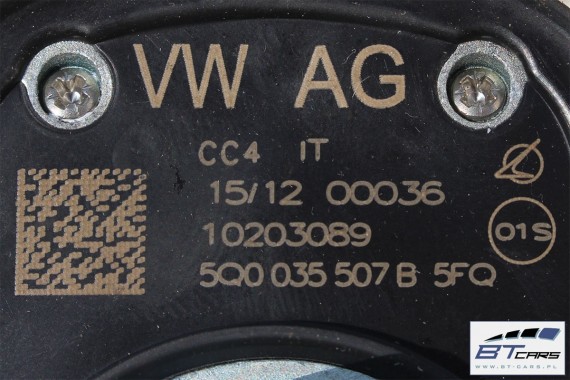 VW AG
CC4 IT
15/12 00036
10203089
01S
5Q0 035 507 B 5FQ
BT CARS
WWW.BT-CARS.PL